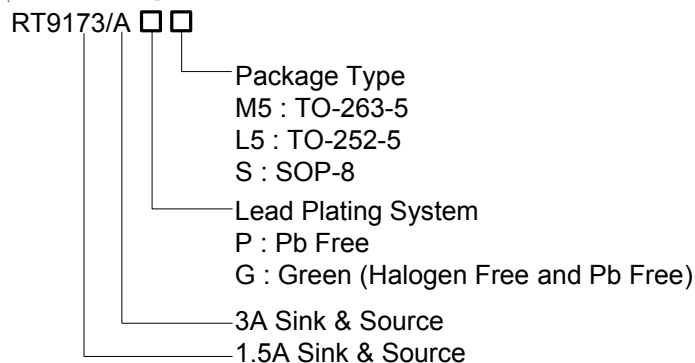 RT9173/A □ □
Package Type
M5 : TO-263-5
L5 : TO-252-5
S : SOP-8
Lead Plating System
P : Pb Free
G : Green (Halogen Free and Pb Free)
3A Sink & Source
1.5A Sink & Source